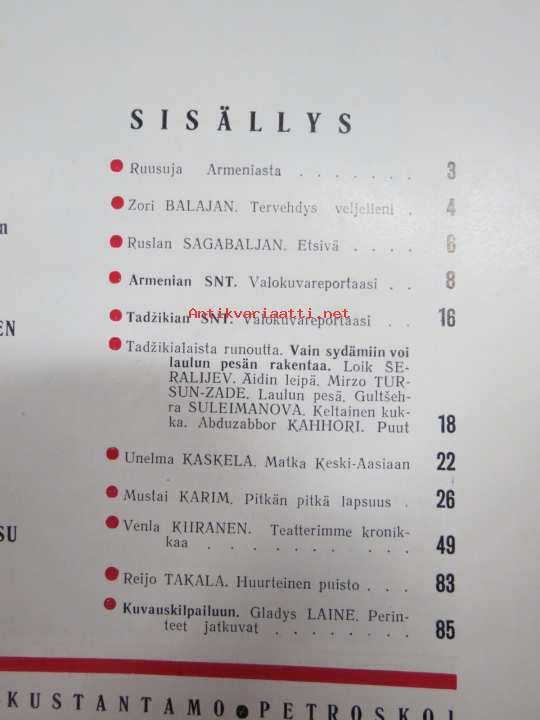 SISÄLLYS
Ruusuja Armeniasta . . . . . . . 3
Zori BALAJAN. Tervehdys veljelleni . 4
n
Ruslan SAGABALJAN. Etsivä . . . . 6
Armenian SNT. Valokuvareportaasi . . 8
Antikvariaatti.net
EN
Tadžikian SNT. Valokuvareportaasi . . 16
Tadžikialaista runoutta. Vain sydämiin voi
laulun pesän rakentaa. Loik ŠE-
RALIJEV. Äidin leipä. Mirzo TUR-
SUN-ZADE. Laulun pesä. Gultšeh-
ra SULEIMANOVA. Keltainen kuk-
ka. Abduzabbor KAHHORI. Puut 18
Unelma KASKELA. Matka Keski-Aasiaan 22
Mustai KARIM. Pitkän pitkä lapsuus . 26
SU
Venla KIIRANEN. Teatterimme kronik-
kaa . . . . . . . . . . 49
Reijo TAKALA. Huurteinen puisto . . . 83
Kuvauskilpailuun. Gladys LAINE. Perin-
teet jatkuvat . . . . . . . . 85
KUSTANTAMO ● PETROSKOI